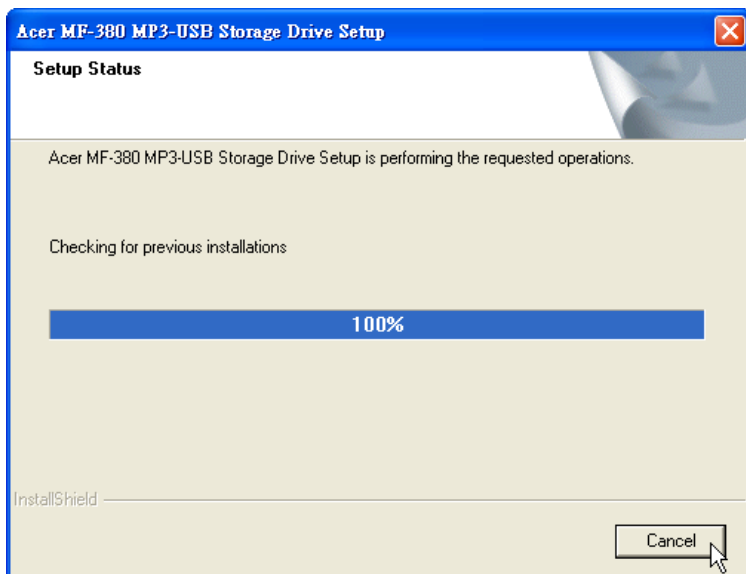 Acer MF-380 MP3-USB Storage Drive Setup
Setup Status
Acer MF-380 MP3-USB Storage Drive Setup is performing the requested operations.
Checking for previous installations
100%
InstallShield
Cancel